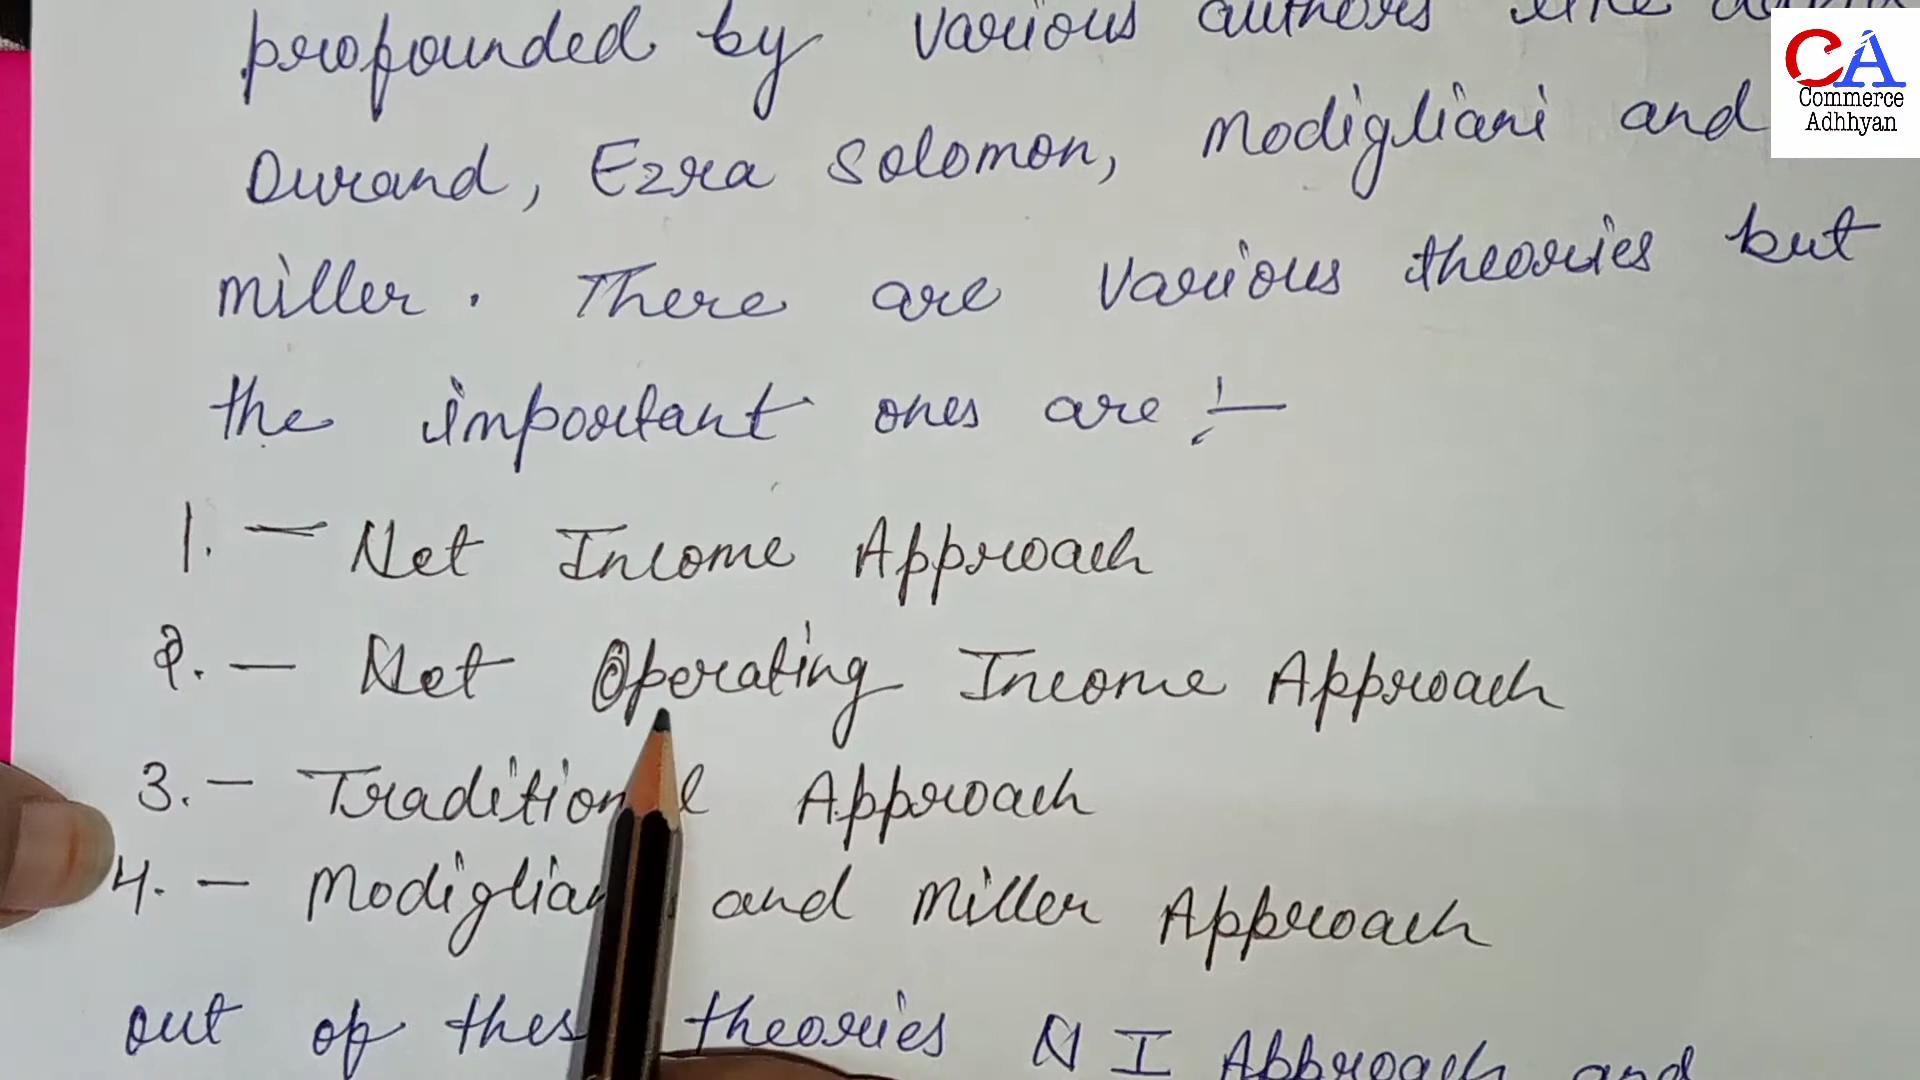 profounded by various authors like
Durand, Ezra Solomon, Modigliani and
Miller. There are various theories but
the important ones are :-
1. — Net Income Approach
2. — Net Operating Income Approach
3. — Traditional Approach
4. — Modigliani and Miller Approach
out of these theories N I Approach and
CA
Commerce
Adhhyan